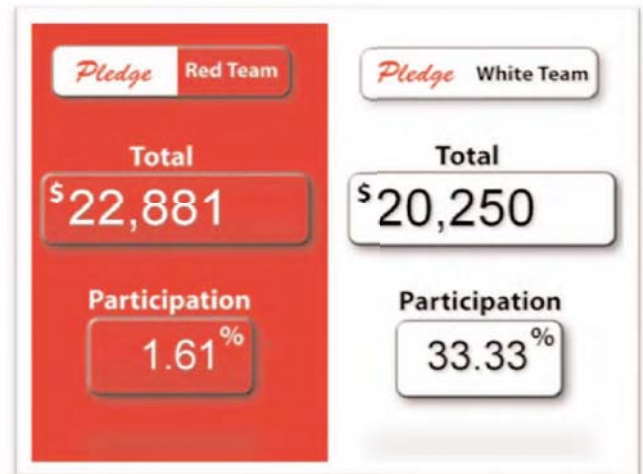 Pledge Red Team
Total
$22,881
Participation
1.61%
Pledge White Team
Total
$20,250
Participation
33.33%